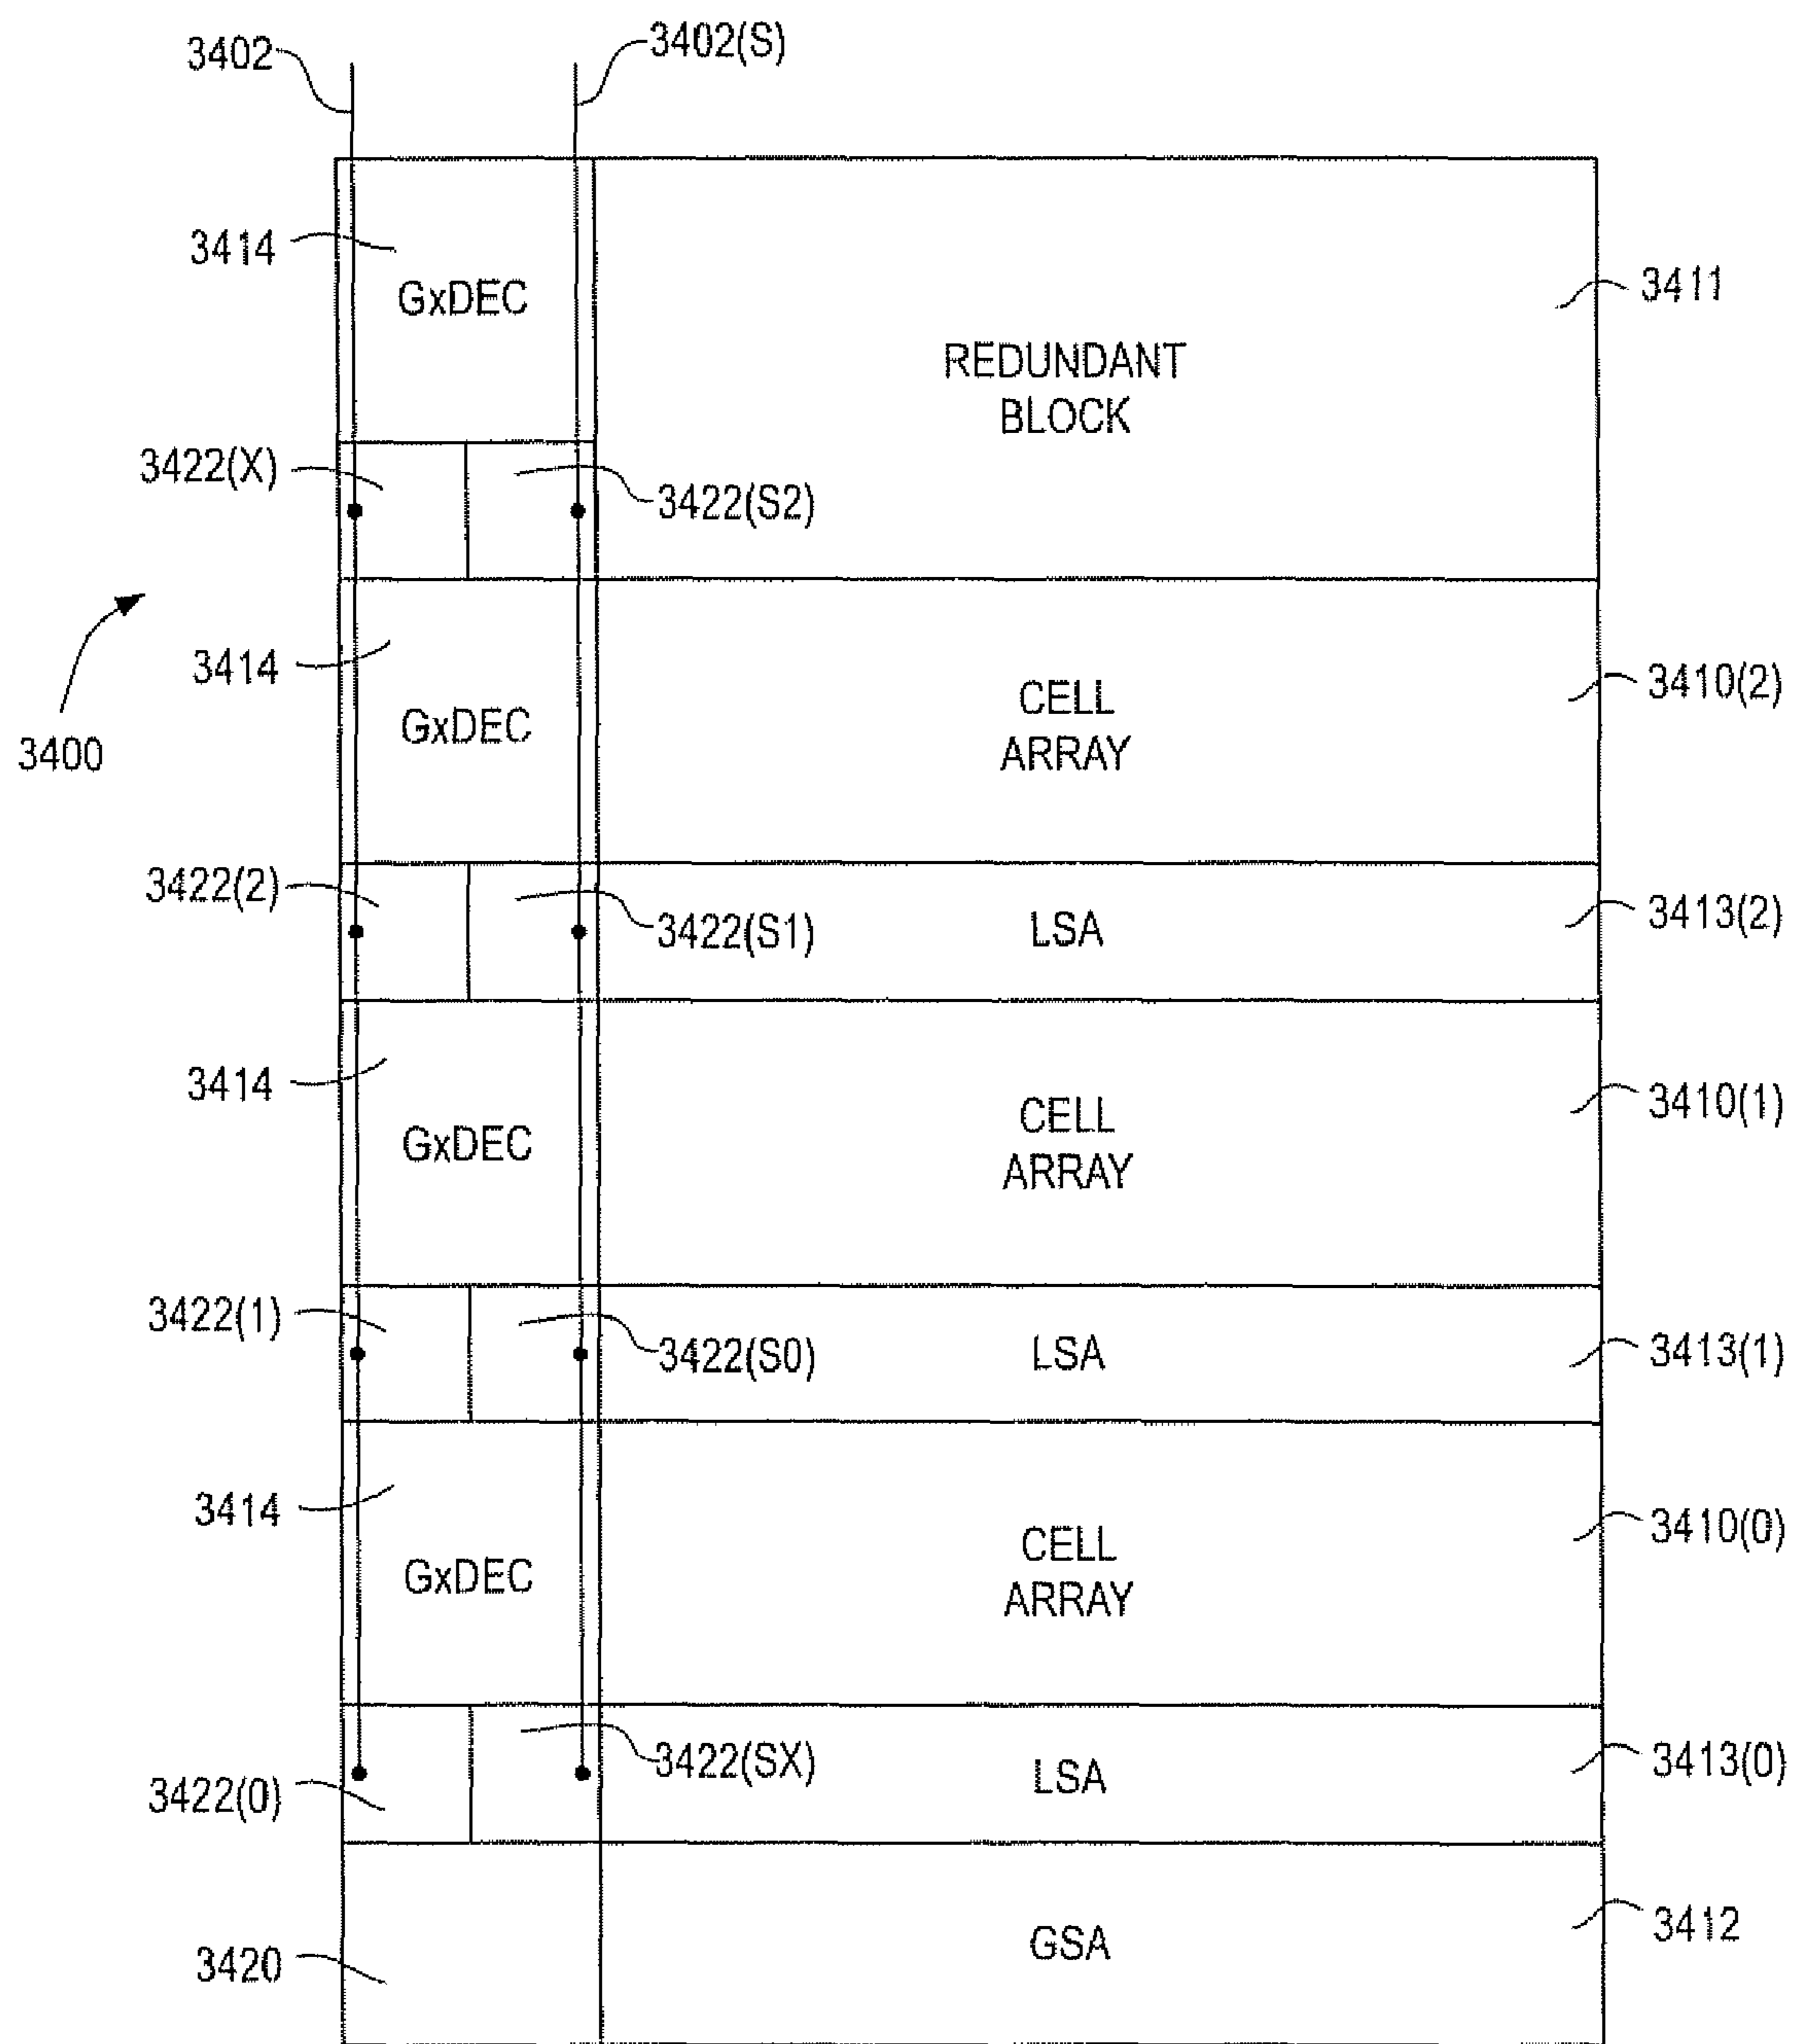 3402
3402(S)
3414
GxDEC
3411
REDUNDANT
BLOCK
3422(X)
3422(S2)
3400
3414
GxDEC
CELL
ARRAY
3410(2)
3422(2)
3422(S1)
LSA
3413(2)
3414
GxDEC
CELL
ARRAY
3410(1)
3422(1)
3422(S0)
LSA
3413(1)
3414
GxDEC
CELL
ARRAY
3410(0)
3422(0)
3422(SX)
LSA
3413(0)
3420
GSA
3412